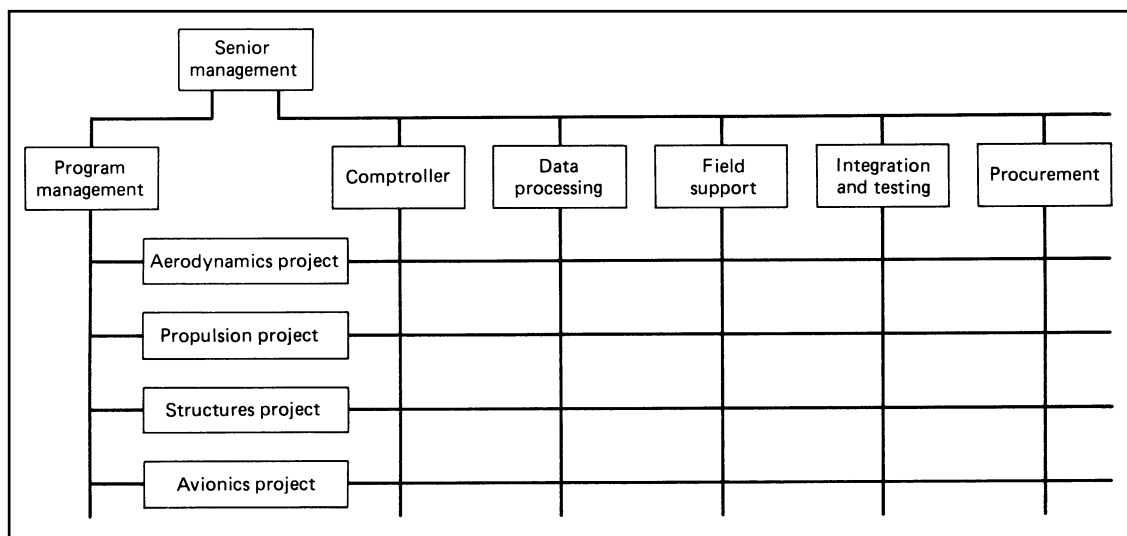 Senior
management
Program
management
Comptroller
Data
processing
Field
support
Integration
and testing
Procurement
Aerodynamics project
Propulsion project
Structures project
Avionics project